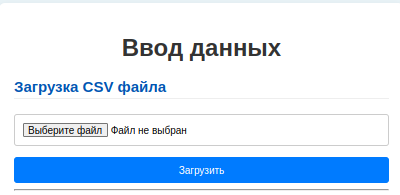 Ввод данных
Загрузка CSV файла
Выберите файл Файл не выбран
Загрузить